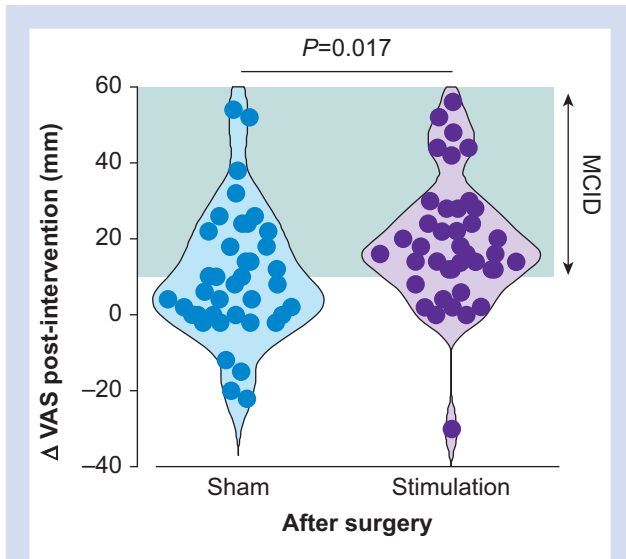 P=0.017
60
40
20
0
–20
–40
Δ VAS post-intervention (mm)
MCID
Sham
Stimulation
After surgery